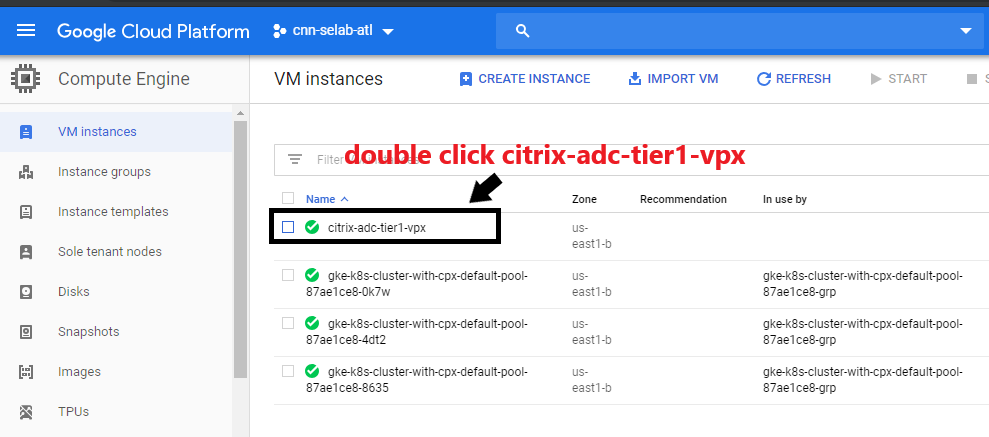 Google Cloud Platform cnn-selab-atl
Compute Engine
VM instances CREATE INSTANCE IMPORT VM REFRESH START S
VM instances
Instance groups
Instance templates
Sole tenant nodes
Disks
Snapshots
Images
TPUs
Filter
double click citrix-adc-tier1-vpx
Name Zone Recommendation In use by
citrix-adc-tier1-vpx us-
east1-b
gke-k8s-cluster-with-cpx-default-pool- us- gke-k8s-cluster-with-cpx-default-pool-
87ae1ce8-0k7w east1-b 87ae1ce8-grp
gke-k8s-cluster-with-cpx-default-pool- us- gke-k8s-cluster-with-cpx-default-pool-
87ae1ce8-4dt2 east1-b 87ae1ce8-grp
gke-k8s-cluster-with-cpx-default-pool- us- gke-k8s-cluster-with-cpx-default-pool-
87ae1ce8-8635 east1-b 87ae1ce8-grp